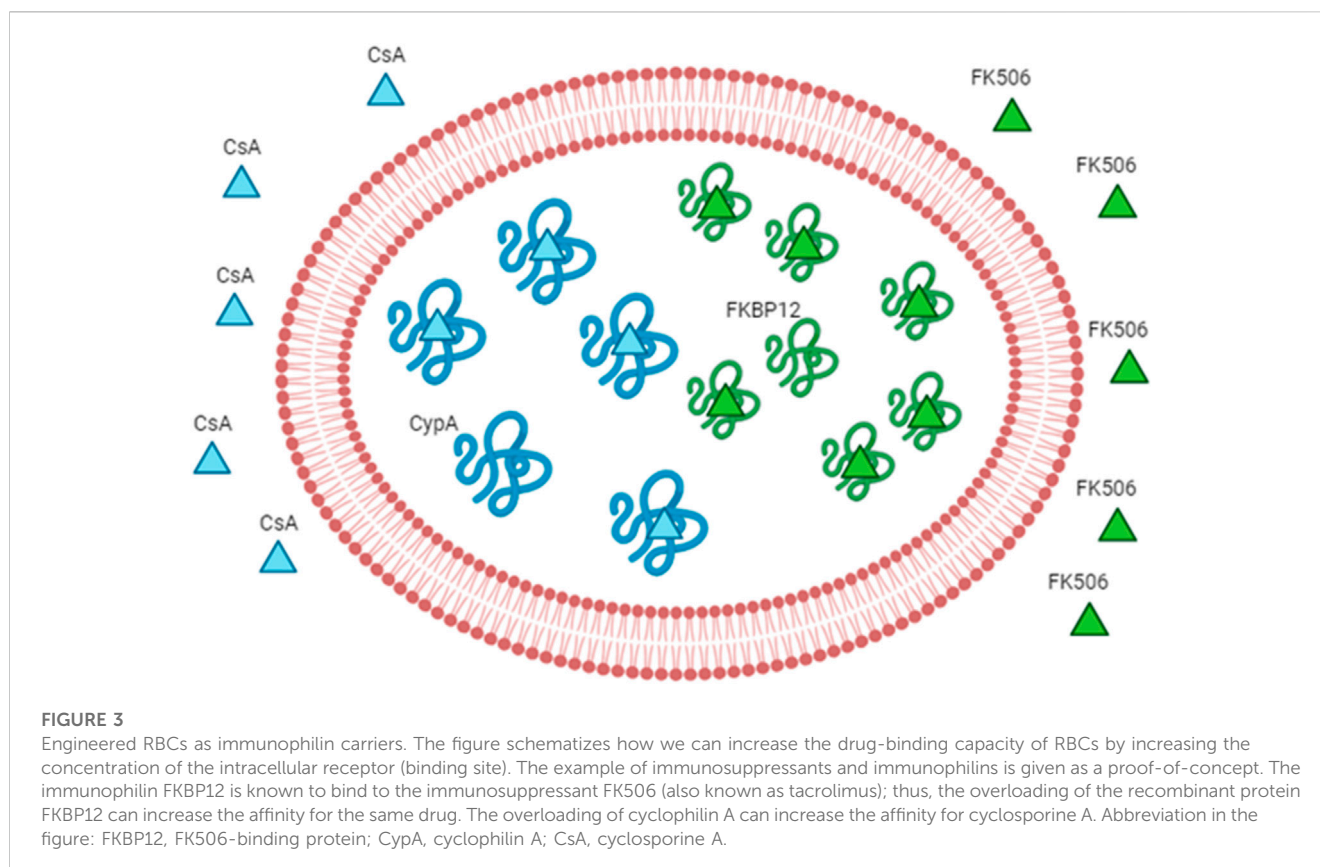 CsA
FK506
CsA
FK506
CsA
FKBP12
FK506
CypA
CsA
FK506
CsA
FK506
FIGURE 3
Engineered RBCs as immunophilin carriers. The figure schematizes how we can increase the drug-binding capacity of RBCs by increasing the
concentration of the intracellular receptor (binding site). The example of immunosuppressants and immunophilins is given as a proof-of-concept. The
immunophilin FKBP12 is known to bind to the immunosuppressant FK506 (also known as tacrolimus); thus, the overloading of the recombinant protein
FKBP12 can increase the affinity for the same drug. The overloading of cyclophilin A can increase the affinity for cyclosporine A. Abbreviation in the
figure: FKBP12, FK506-binding protein; CypA, cyclophilin A; CsA, cyclosporine A.